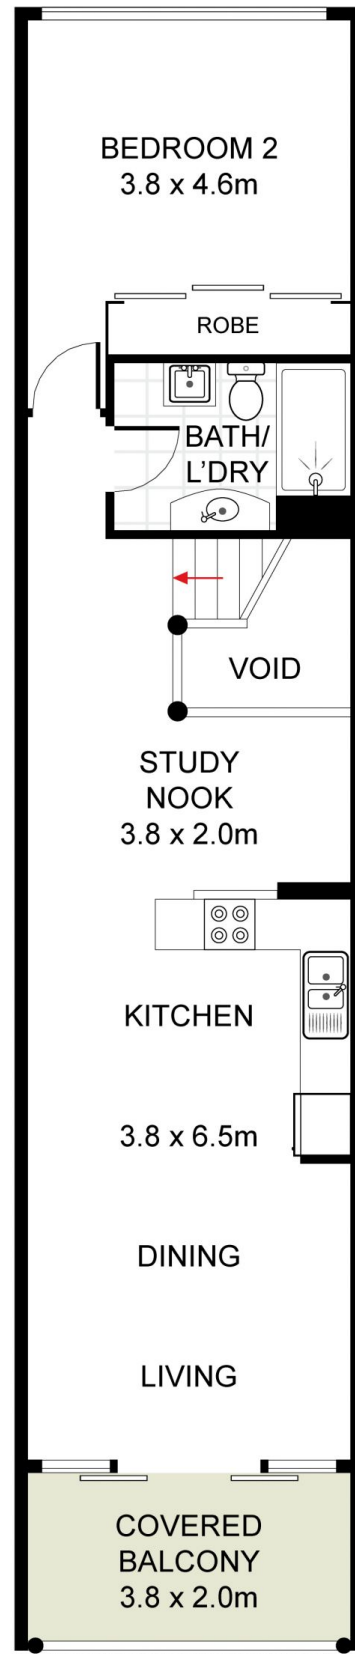 BEDROOM 2
3.8 x 4.6m
ROBE
BATH/
L'DRY
VOID
STUDY
NOOK
3.8 x 2.0m
KITCHEN
3.8 x 6.5m
DINING
LIVING
COVERED
BALCONY
3.8 x 2.0m